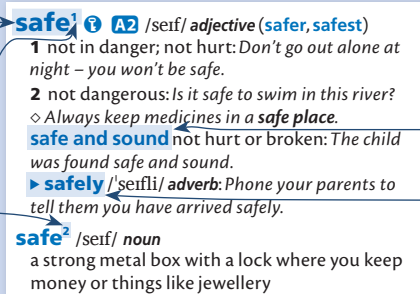 safe¹ A2 /seɪf/ adjective (safer, safest)
1 not in danger; not hurt: Don't go out alone at
night – you won't be safe.
2 not dangerous: Is it safe to swim in this river?
◇ Always keep medicines in a safe place.
safe and sound not hurt or broken: The child
was found safe and sound.
▸ safely /ˈseɪfli/ adverb: Phone your parents to
tell them you have arrived safely.
safe² /seɪf/ noun
a strong metal box with a lock where you keep
money or things like jewellery